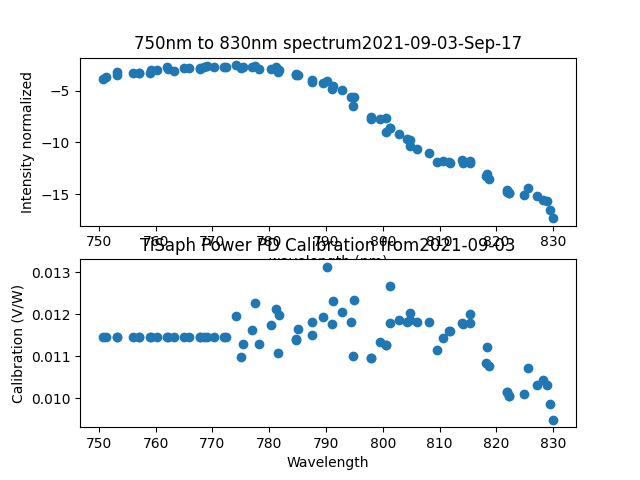 750nm to 830nm spectrum2021-09-03-Sep-17
Intensity normalized
−5
−10
−15
750 760 770 780 790 800 810 820 830
wavelength (nm)
TiSaph Power PD Calibration from2021-09-03
Calibration (V/W)
0.013
0.012
0.011
0.010
750 760 770 780 790 800 810 820 830
Wavelength